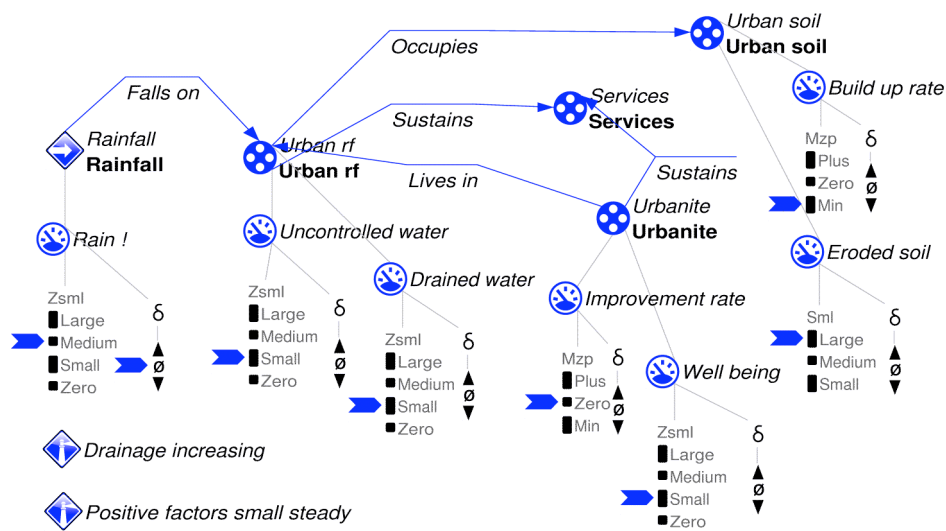 Urban soil
Urban soil
Occupies
Build up rate
Falls on
Services
Services
Sustains
Mzp
δ
Plus
Zero
ø
Min
Rainfall
Rainfall
Urban rf
Urban rf
Lives in
Sustains
Urbanite
Urbanite
Rain !
Uncontrolled water
Eroded soil
Drained water
Improvement rate
Zsml
δ
Large
Medium
Small
ø
Zero
Zsml
δ
Large
Medium
Small
ø
Zero
Zsml
δ
Large
Medium
Small
ø
Zero
Mzp
δ
Plus
Zero
ø
Min
Sml
δ
Large
Medium
ø
Small
Well being
Zsml
δ
Large
Medium
Small
ø
Zero
Drainage increasing
Positive factors small steady